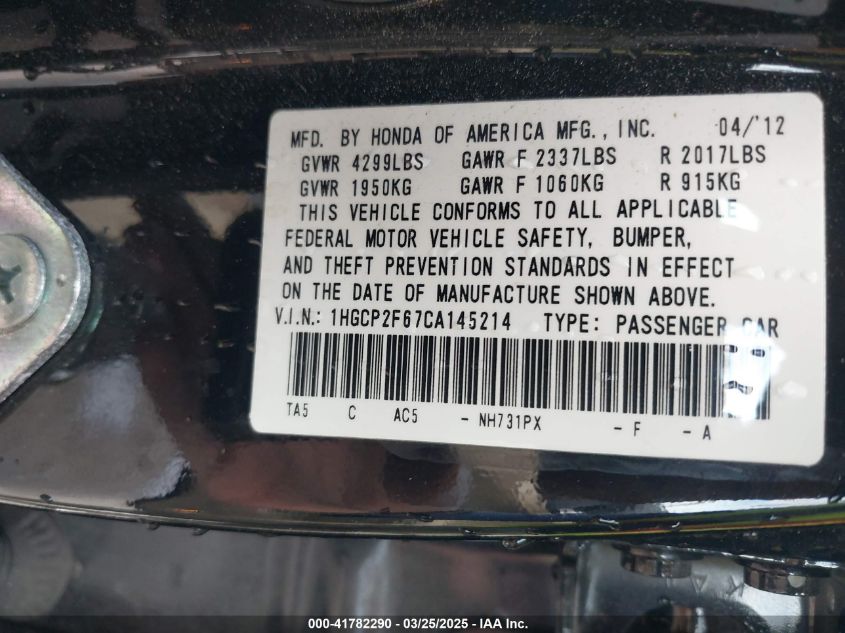 MFD. BY HONDA OF AMERICA MFG., INC. 04/'12
GVWR 4299LBS GAWR F 2337LBS R 2017LBS
GVWR 1950KG GAWR F 1060KG R 915KG
THIS VEHICLE CONFORMS TO ALL APPLICABLE
FEDERAL MOTOR VEHICLE SAFETY, BUMPER,
AND THEFT PREVENTION STANDARDS IN EFFECT
ON THE DATE OF MANUFACTURE SHOWN ABOVE.
V.I.N.: 1HGCP2F67CA145214 TYPE: PASSENGER CAR
TA5 C AC5 - NH731PX - F - A
000-41782290 - 03/25/2025 - IAA Inc.